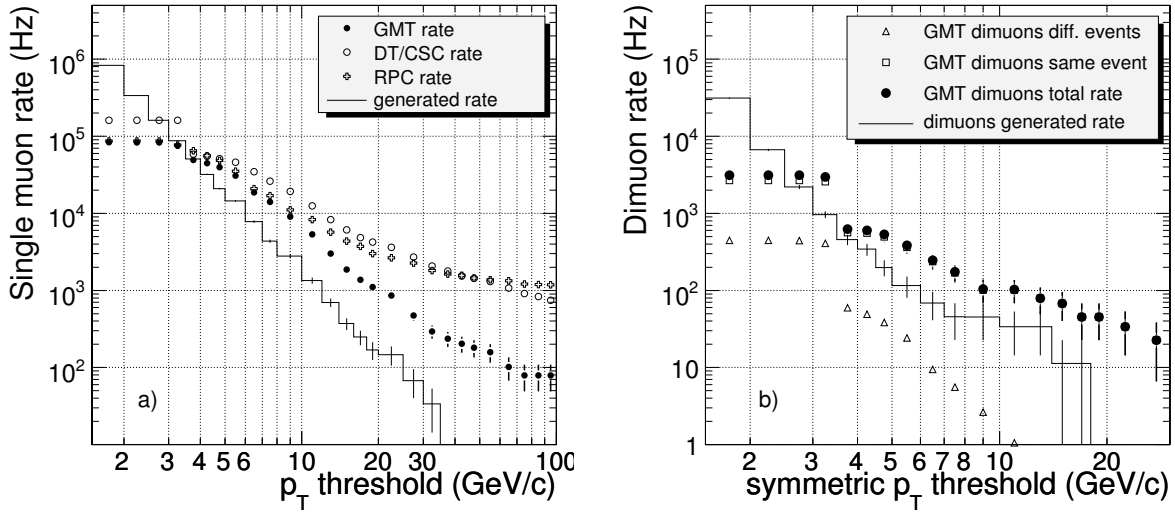 Single muon rate (Hz)
10^6
10^5
10^4
10^3
10^2
GMT rate
DT/CSC rate
RPC rate
generated rate
a)
2 3 4 5 6 10 20 30 100
p_T threshold (GeV/c)
Dimuon rate (Hz)
10^5
10^4
10^3
10^2
10
1
GMT dimuons diff. events
GMT dimuons same event
GMT dimuons total rate
dimuons generated rate
b)
2 3 4 5 6 7 8 10 20
symmetric p_T threshold (GeV/c)